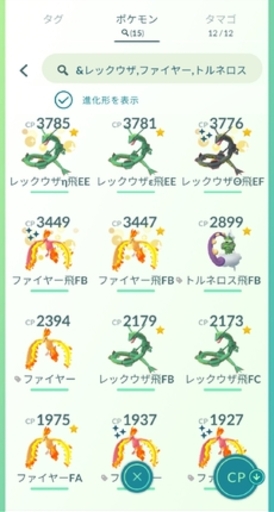 タグ ポケモン タマゴ
(15) 12/12
&レックウザ,ファイヤー,トルネロス
進化形を表示
CP3785 CP3781 CP3776
レックウザη飛EE レックウザε飛EE レックウザΘ飛EF
CP3449 CP3447 CP2899
ファイヤー飛FB ファイヤー飛FB トルネロス飛FB
CP2394 CP2179 CP2173
ファイヤー レックウザ飛FB レックウザ飛FC
CP1975 CP1937 CP1927
ファイヤーFA
CP